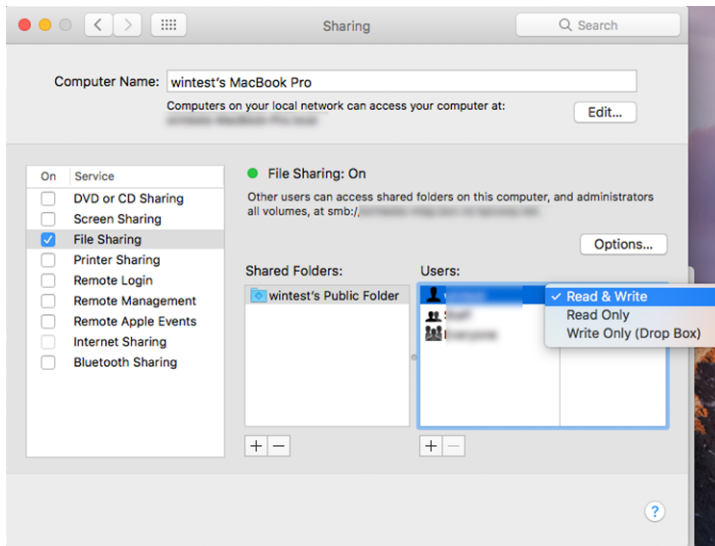 Sharing
Search
Computer Name:
wintest's MacBook Pro
Computers on your local network can access your computer at:
Edit...
On
Service
DVD or CD Sharing
Screen Sharing
File Sharing
Printer Sharing
Remote Login
Remote Management
Remote Apple Events
Internet Sharing
Bluetooth Sharing
File Sharing: On
Other users can access shared folders on this computer, and administrators
all volumes, at smb:/
Options...
Shared Folders:
wintest's Public Folder
Users:
Read & Write
Read Only
Write Only (Drop Box)